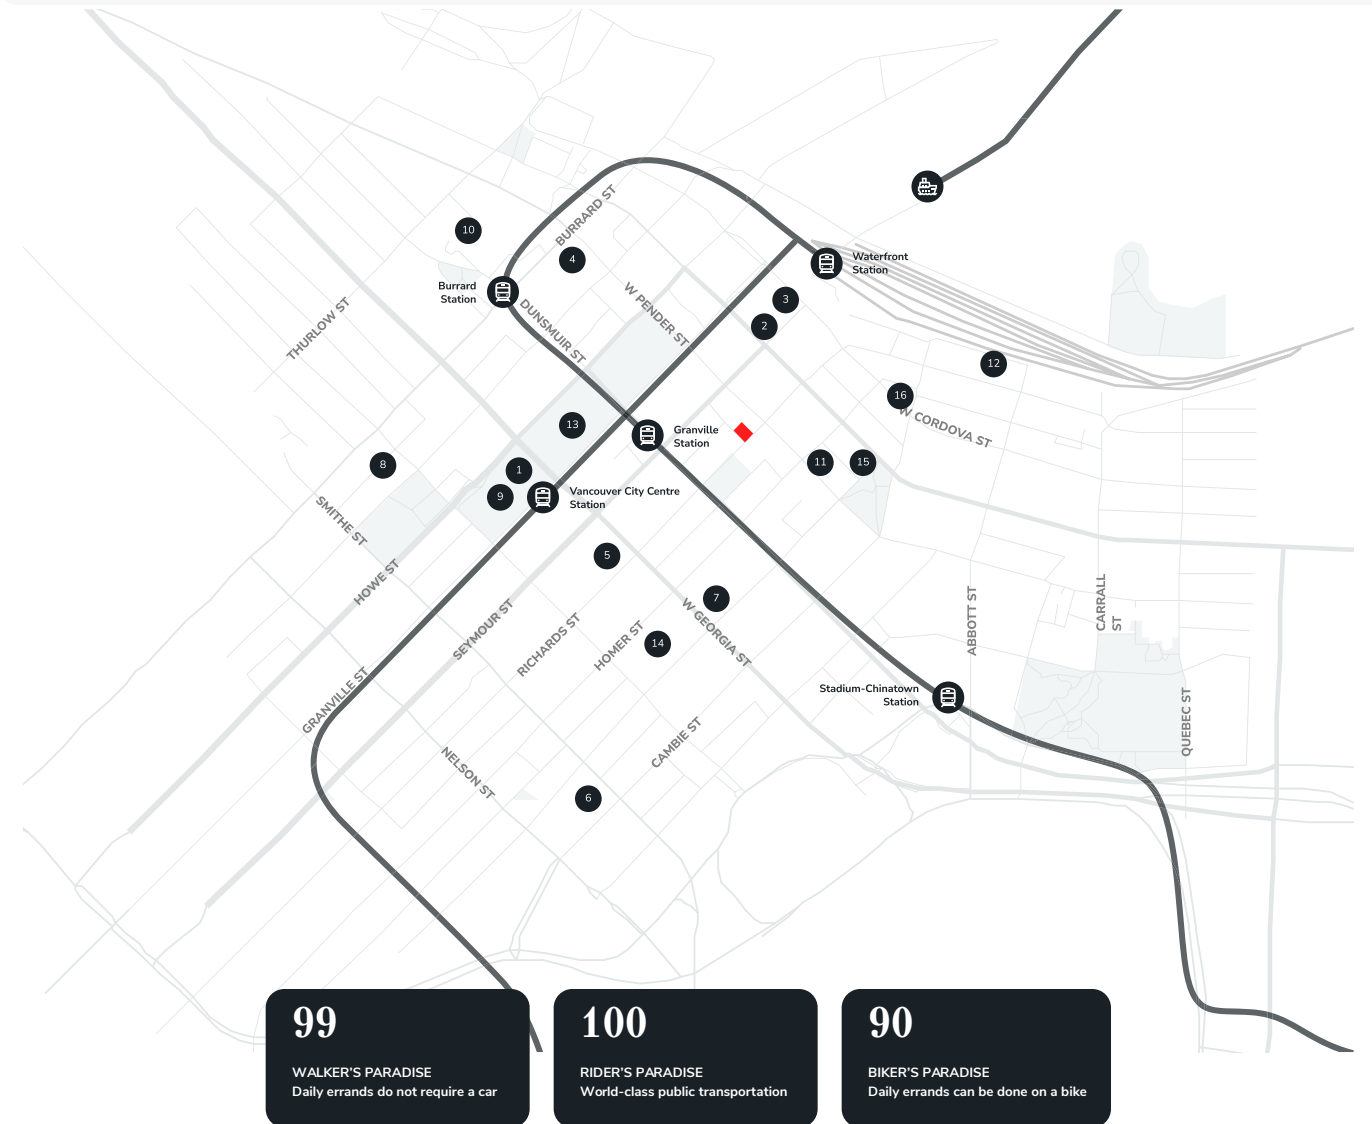 10
BURRARD ST
4
Waterfront
Station
Burrard
Station
3
W PENDER ST
2
THURLOW ST
DUNSMUIR ST
12
16
W CORDOVA ST
13
Granville
Station
8
1
11
15
9
Vancouver City Centre
Station
SMITHE ST
5
HOWE ST
7
SEYMOUR ST
RICHARDS ST
HOMER ST
14
W GEORGIA ST
ABBOTT ST
CARRALL
ST
GRANVILLE ST
Stadium-Chinatown
Station
QUEBEC ST
CAMBIE ST
NELSON ST
6
99
WALKER'S PARADISE
Daily errands do not require a car
100
RIDER'S PARADISE
World-class public transportation
90
BIKER'S PARADISE
Daily errands can be done on a bike